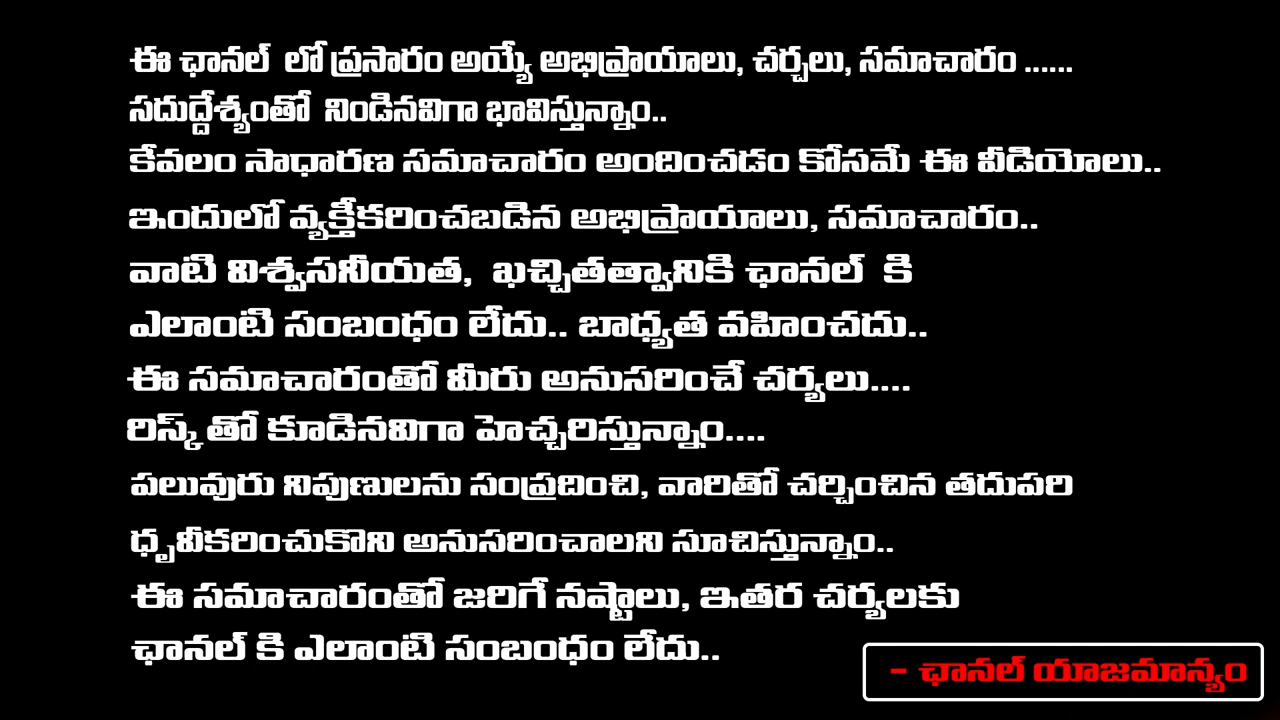 ఈ ఛానల్ లో ప్రసారం అయ్యే అభిప్రాయాలు, చర్చలు, సమాచారం ......
సదుద్దేశ్యంతో నిండినవిగా భావిస్తున్నాం..
కేవలం సాధారణ సమాచారం అందించడం కోసమే ఈ వీడియోలు..
ఇందులో వ్యక్తీకరించబడిన అభిప్రాయాలు, సమాచారం..
వాటి విశ్వసనీయత, ఖచ్చితత్వానికి ఛానల్ కి
ఎలాంటి సంబంధం లేదు.. బాధ్యత వహించదు..
ఈ సమాచారంతో మీరు అనుసరించే చర్యలు....
రిస్క్ తో కూడినవిగా హెచ్చరిస్తున్నాం....
పలువురు నిపుణులను సంప్రదించి, వారితో చర్చించిన తదుపరి
ధృవీకరించుకొని అనుసరించాలని సూచిస్తున్నాం..
ఈ సమాచారంతో జరిగే నష్టాలు, ఇతర చర్యలకు
ఛానల్ కి ఎలాంటి సంబంధం లేదు..
- ఛానల్ యాజమాన్యం